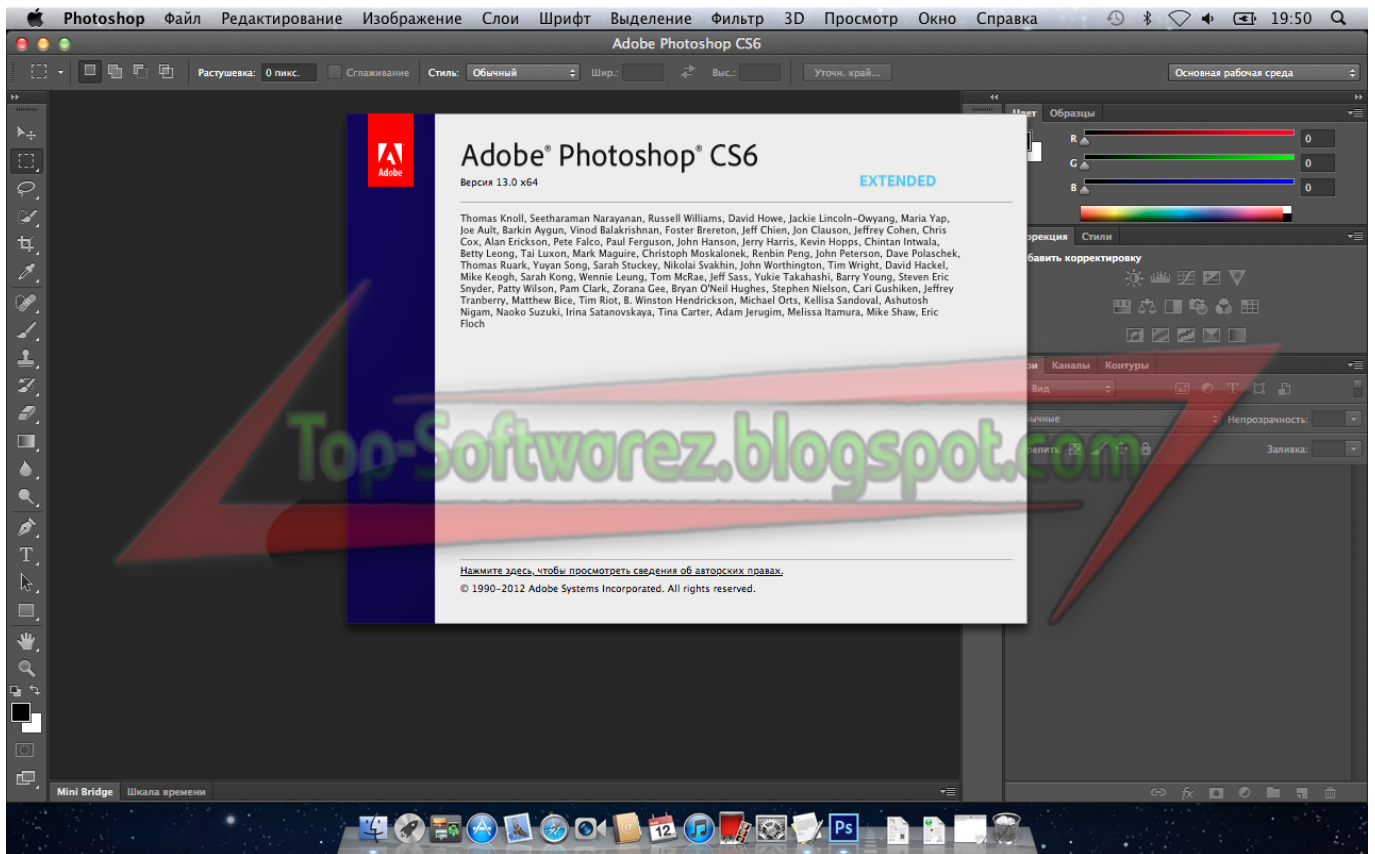 Photoshop Файл Редактирование Изображение Слои Шрифт Выделение Фильтр 3D Просмотр Окно Справка 19:50
Adobe Photoshop CS6
Растушевка: 0 пикс. Сглаживание Стиль: Обычный Шир.: Выс.: Уточн. край... Основная рабочая среда
Цвет Образцы
R 0
G 0
B 0
Adobe
Adobe® Photoshop® CS6
Версия 13.0 x64
EXTENDED
Thomas Knoll, Seetharaman Narayanan, Russell Williams, David Howe, Jackie Lincoln-Owyang, Maria Yap,
Joe Ault, Barkin Aygun, Vinod Balakrishnan, Foster Brereton, Jeff Chien, Jon Clauson, Jeffrey Cohen, Chris
Cox, Alan Erickson, Pete Falco, Paul Ferguson, John Hanson, Jerry Harris, Kevin Hopps, Chintan Intwala,
Betty Leong, Tai Luxon, Mark Maguire, Christoph Moskalonek, Renbin Peng, John Peterson, Dave Polaschek,
Thomas Ruark, Yuyan Song, Sarah Stuckey, Nikolai Svakhin, John Worthington, Tim Wright, David Hackel,
Mike Keogh, Sarah Kong, Wennie Leung, Tom McRae, Jeff Sass, Yukie Takahashi, Barry Young, Steven Eric
Snyder, Patty Wilson, Pam Clark, Zorana Gee, Bryan O'Neil Hughes, Stephen Nielson, Cari Gushiken, Jeffrey
Tranberry, Matthew Bice, Tim Riot, B. Winston Hendrickson, Michael Orts, Kellisa Sandoval, Ashutosh
Nigam, Naoko Suzuki, Irina Satanovskaya, Tina Carter, Adam Jerugim, Melissa Itamura, Mike Shaw, Eric
Floch
Стили
корректировку
Каналы Контуры
Вид
Непрозрачность:
Заливка:
Top-Softwarez.blogspot.com
Нажмите здесь, чтобы просмотреть сведения об авторских правах.
© 1990-2012 Adobe Systems Incorporated. All rights reserved.
Mini Bridge Шкала времени
12
Ps